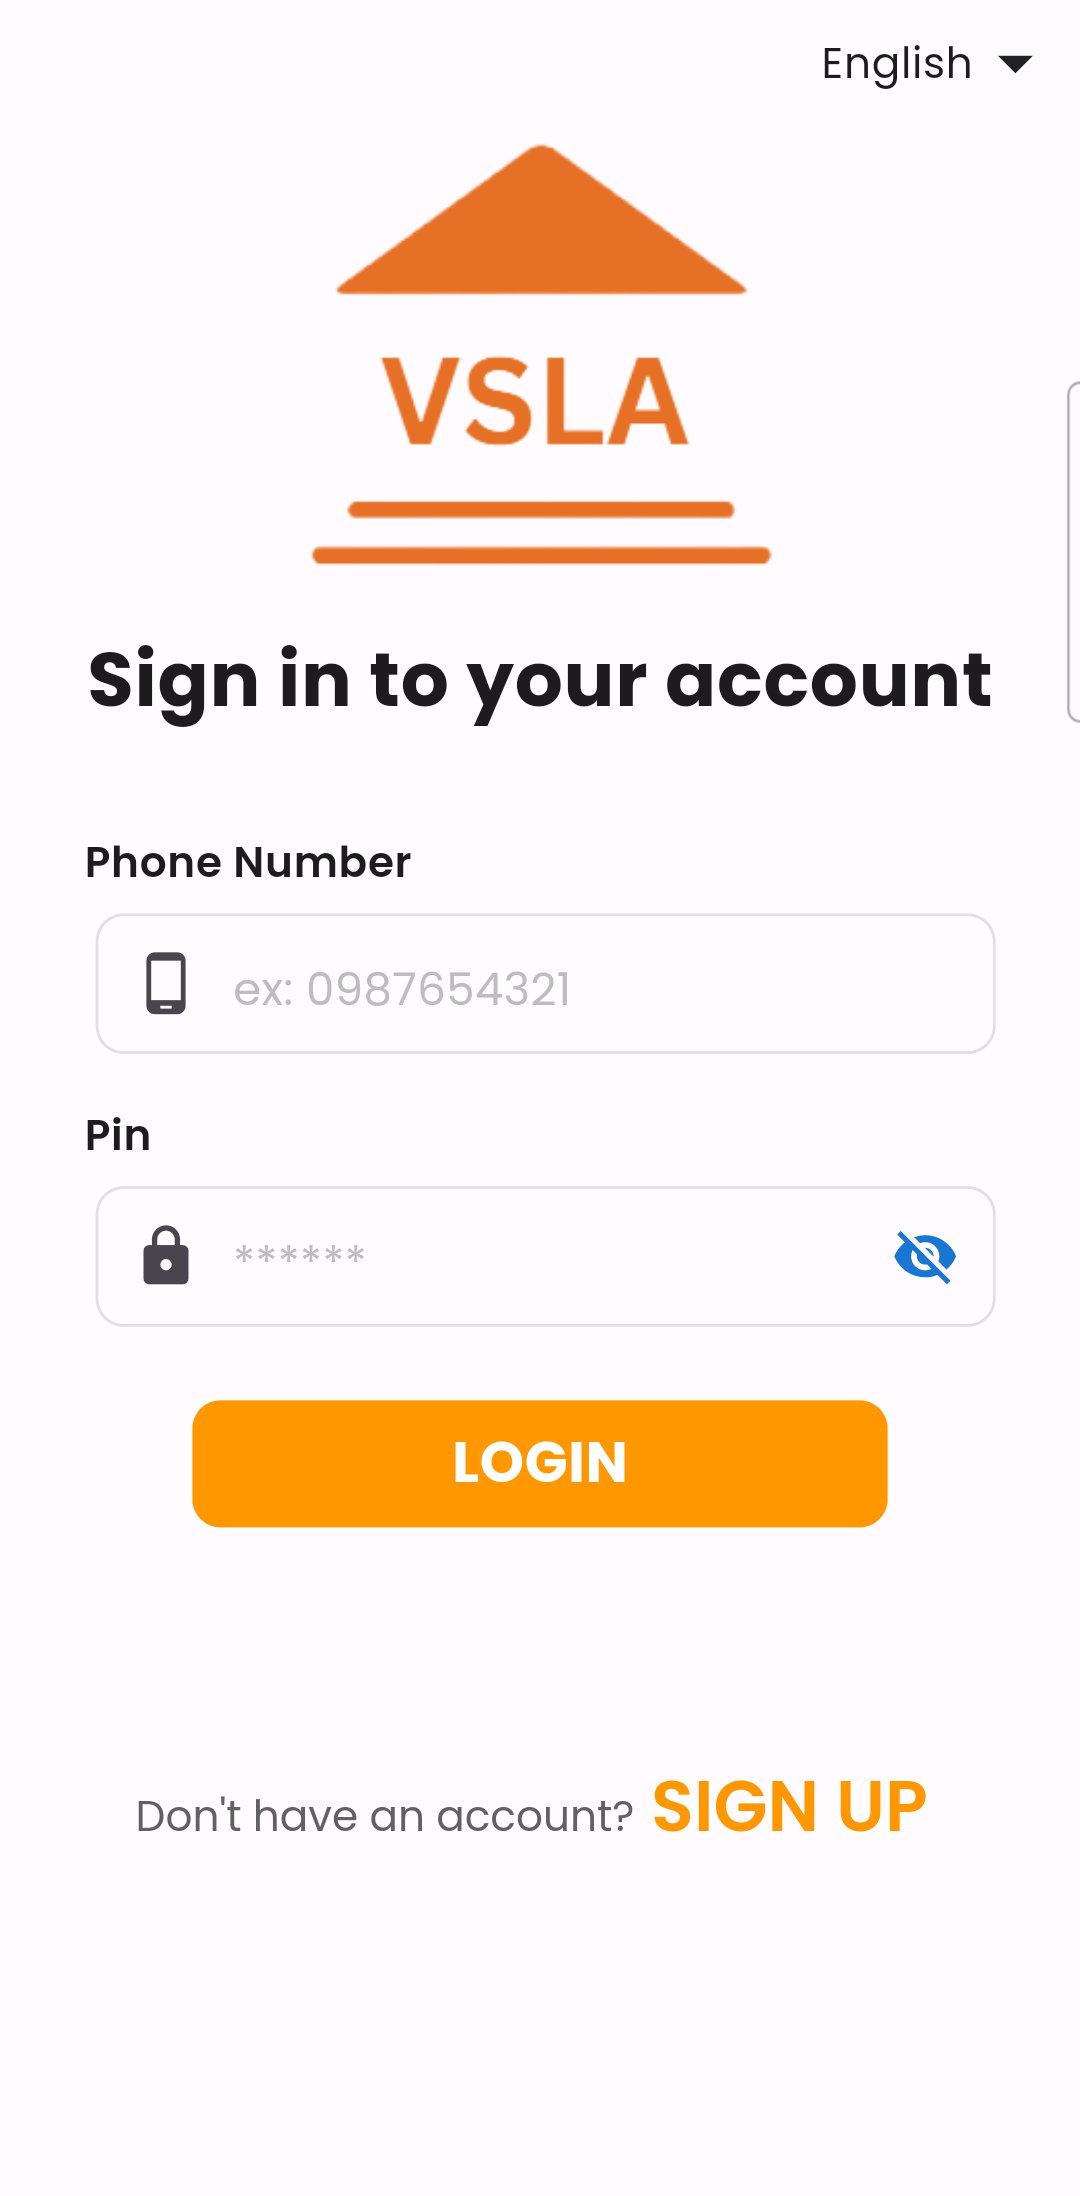 English
VSLA
Sign in to your account
Phone Number
ex: 0987654321
Pin
******
LOGIN
Don't have an account? SIGN UP